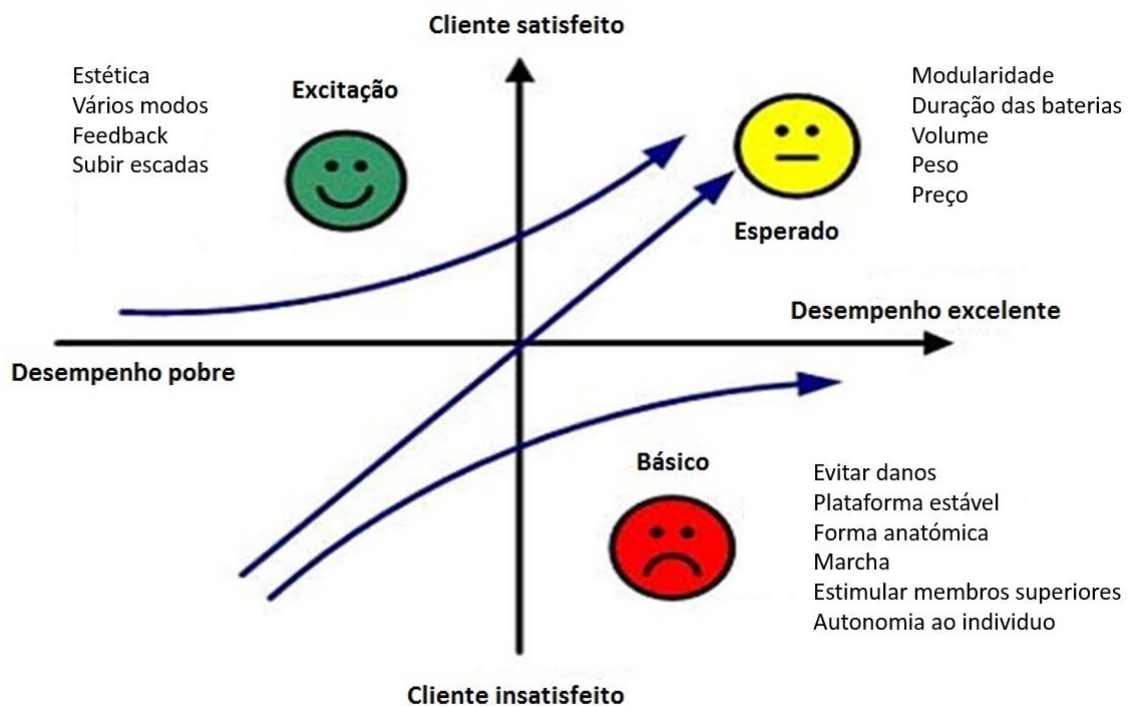 Cliente satisfeito
Estética
Vários modos
Feedback
Subir escadas
Excitação
Modularidade
Duração das baterias
Volume
Peso
Preço
Esperado
Desempenho excelente
Desempenho pobre
Básico
Evitar danos
Plataforma estável
Forma anatómica
Marcha
Estimular membros superiores
Autonomia ao individuo
Cliente insatisfeito